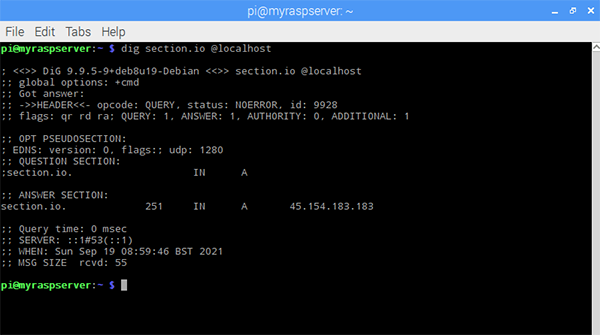 pi@myraspserver: ~
File Edit Tabs Help
pi@myraspserver:~ $ dig section.io @localhost
; <<>> DiG 9.9.5-9+deb8u19-Debian <<>> section.io @localhost
;; global options: +cmd
;; Got answer:
;; ->>HEADER<<- opcode: QUERY, status: NOERROR, id: 9928
;; flags: qr rd ra; QUERY: 1, ANSWER: 1, AUTHORITY: 0, ADDITIONAL: 1
;; OPT PSEUDOSECTION:
; EDNS: version: 0, flags:; udp: 1280
;; QUESTION SECTION:
;section.io. IN A
;; ANSWER SECTION:
section.io. 251 IN A 45.154.183.183
;; Query time: 0 msec
;; SERVER: ::1#53(::1)
;; WHEN: Sun Sep 19 08:59:46 BST 2021
;; MSG SIZE rcvd: 55
pi@myraspserver:~ $